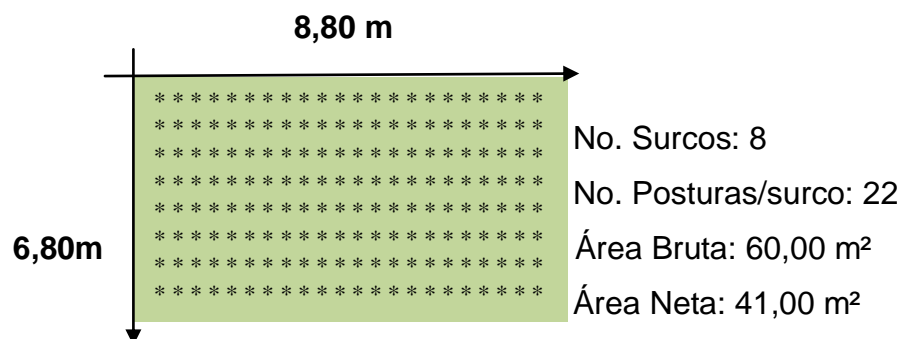 8,80 m
* * * * * * * * * * * * * * * * * * * * * *
* * * * * * * * * * * * * * * * * * * * * *
* * * * * * * * * * * * * * * * * * * * * *
* * * * * * * * * * * * * * * * * * * * * *
* * * * * * * * * * * * * * * * * * * * * *
* * * * * * * * * * * * * * * * * * * * * *
* * * * * * * * * * * * * * * * * * * * * *
* * * * * * * * * * * * * * * * * * * * * *
6,80m
No. Surcos: 8
No. Posturas/surco: 22
Área Bruta: 60,00 m²
Área Neta: 41,00 m²